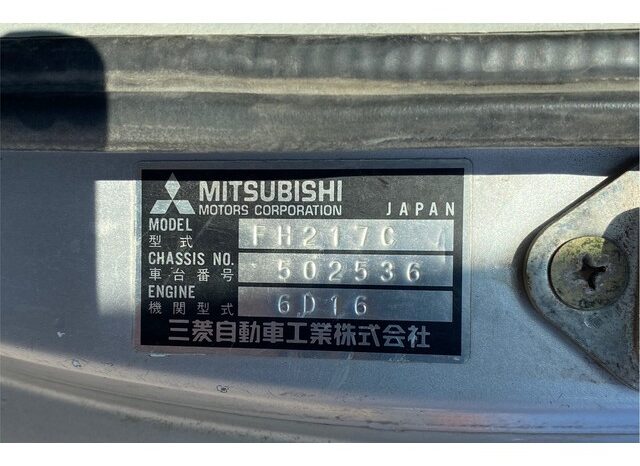 MITSUBISHI
MOTORS CORPORATION JAPAN
MODEL
型式 FH217C
CHASSIS NO.
車台番号 502536
ENGINE
機関型式 6D16
三菱自動車工業株式会社